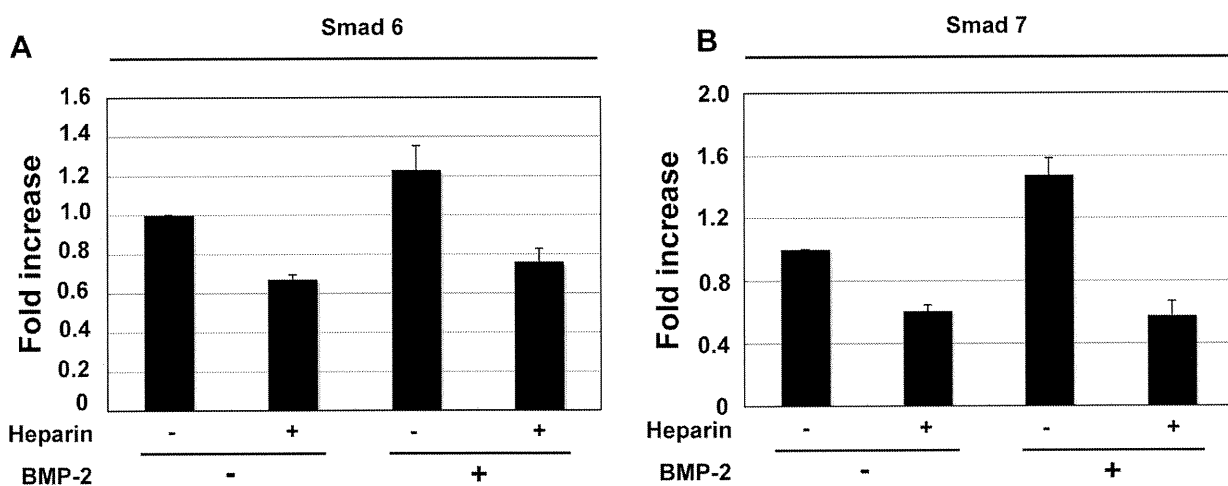 A
Smad 6
Fold increase
1.6
1.4
1.2
1.0
0.8
0.6
0.4
0.2
0
Heparin - + - +
BMP-2 - +
B
Smad 7
Fold increase
2.0
1.6
1.2
0.8
0.4
0
Heparin - + - +
BMP-2 - +